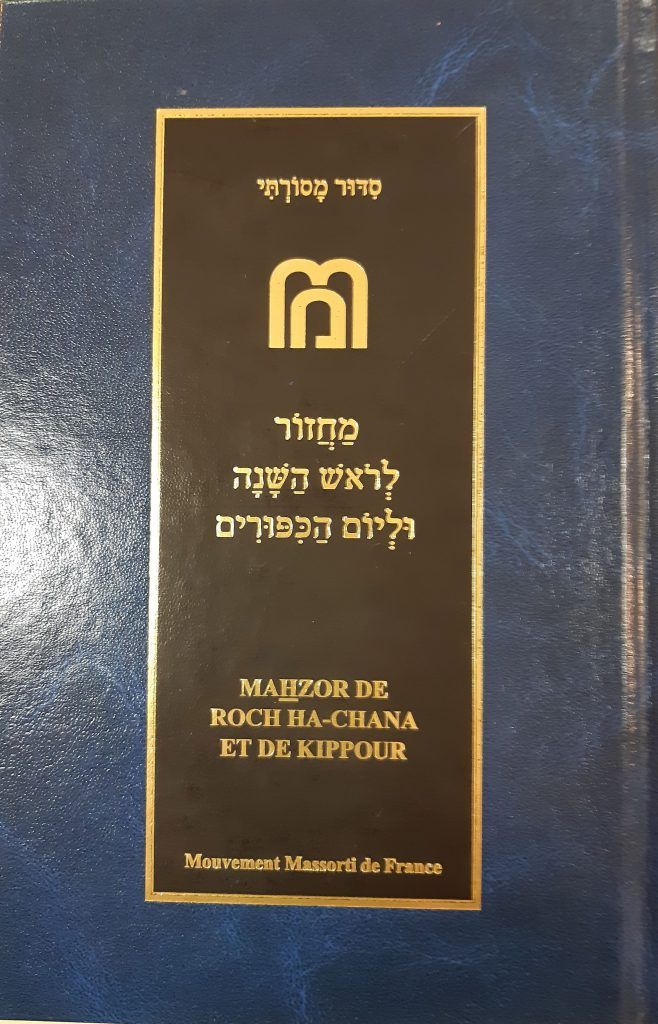 סִדּוּר מָסוֹרְתִּי
מַחֲזוֹר
לְרֹאשׁ הַשָּׁנָה
וּלְיוֹם הַכִּפּוּרִים
MAHZOR DE
ROCH HA-CHANA
ET DE KIPPOUR
Mouvement Massorti de France